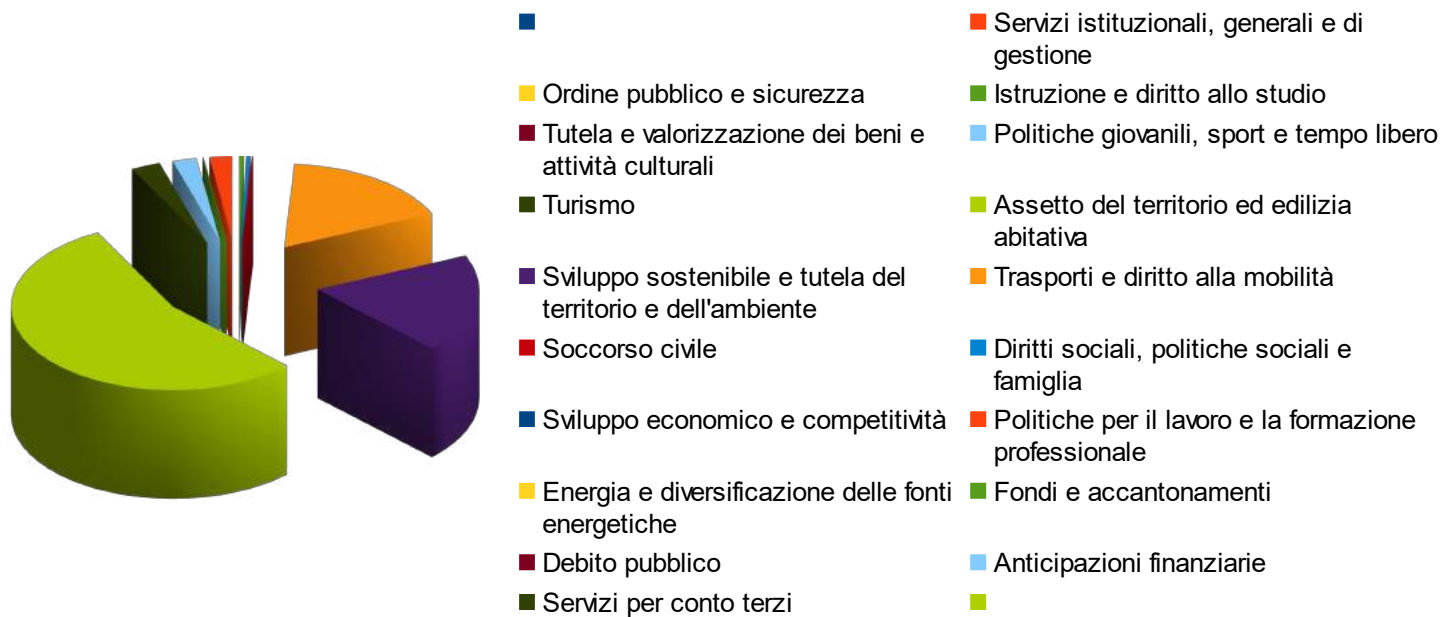 Servizi istituzionali, generali e di
gestione
Ordine pubblico e sicurezza
Istruzione e diritto allo studio
Tutela e valorizzazione dei beni e
attività culturali
Politiche giovanili, sport e tempo libero
Turismo
Assetto del territorio ed edilizia
abitativa
Sviluppo sostenibile e tutela del
territorio e dell'ambiente
Trasporti e diritto alla mobilità
Soccorso civile
Diritti sociali, politiche sociali e
famiglia
Sviluppo economico e competitività
Politiche per il lavoro e la formazione
professionale
Energia e diversificazione delle fonti
energetiche
Fondi e accantonamenti
Debito pubblico
Anticipazioni finanziarie
Servizi per conto terzi